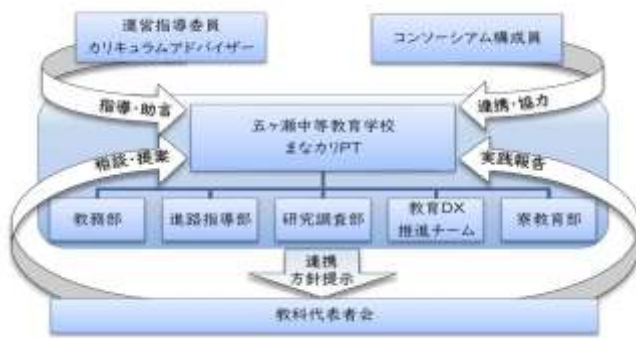 運営指導委員
カリキュラムアドバイザー
コンソーシアム構成員
指導・助言
連携・協力
五ヶ瀬中等教育学校
まなカリPT
相談・提案
実践報告
教務部
進路指導部
研究調査部
教育DX
推進チーム
寮教育部
連携
方針提示
教科代表者会